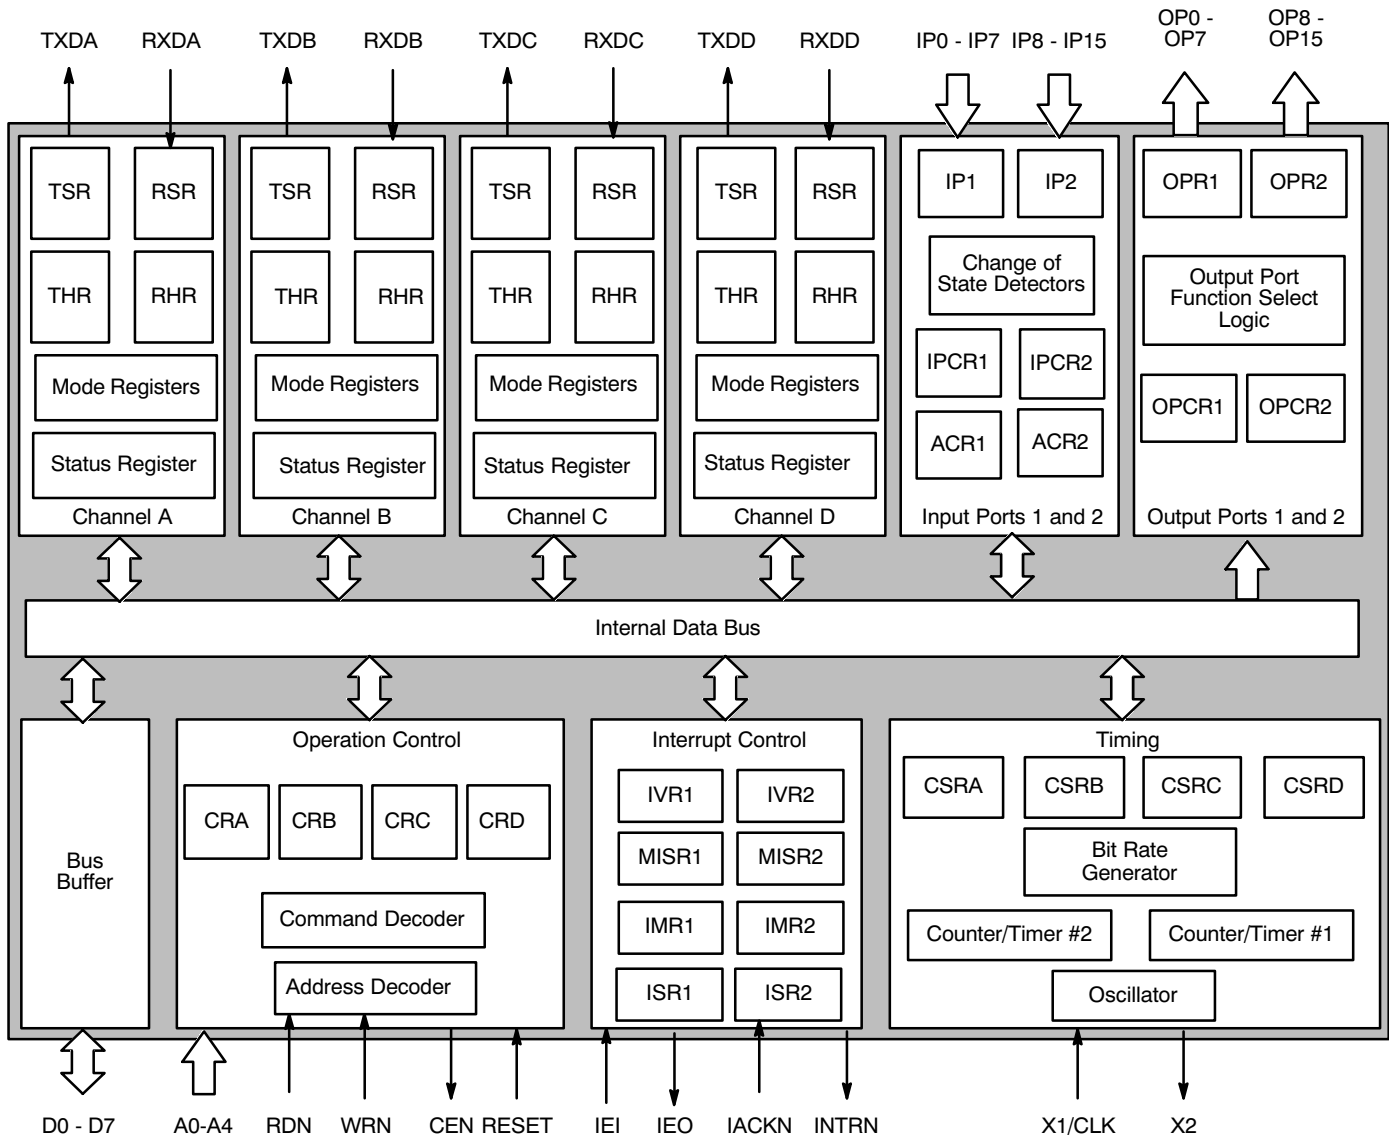 TXDA RXDA TXDB RXDB TXDC RXDC TXDD RXDD IP0 - IP7 IP8 - IP15
OP0 -
OP7
OP8 -
OP15
TSR RSR
THR RHR
Mode Registers
Status Register
Channel A
TSR RSR
THR RHR
Mode Registers
Status Register
Channel B
TSR RSR
THR RHR
Mode Registers
Status Register
Channel C
TSR RSR
THR RHR
Mode Registers
Status Register
Channel D
IP1 IP2
Change of
State Detectors
IPCR1 IPCR2
ACR1 ACR2
Input Ports 1 and 2
OPR1 OPR2
Output Port
Function Select
Logic
OPCR1 OPCR2
Output Ports 1 and 2
Internal Data Bus
Bus
Buffer
Operation Control
CRA CRB CRC CRD
Command Decoder
Address Decoder
Interrupt Control
IVR1 IVR2
MISR1 MISR2
IMR1 IMR2
ISR1 ISR2
Timing
CSRA CSRB CSRC CSRD
Bit Rate
Generator
Counter/Timer #2 Counter/Timer #1
Oscillator
D0 - D7 A0-A4 RDN WRN CEN RESET IEI IEO IACKN INTRN X1/CLK X2